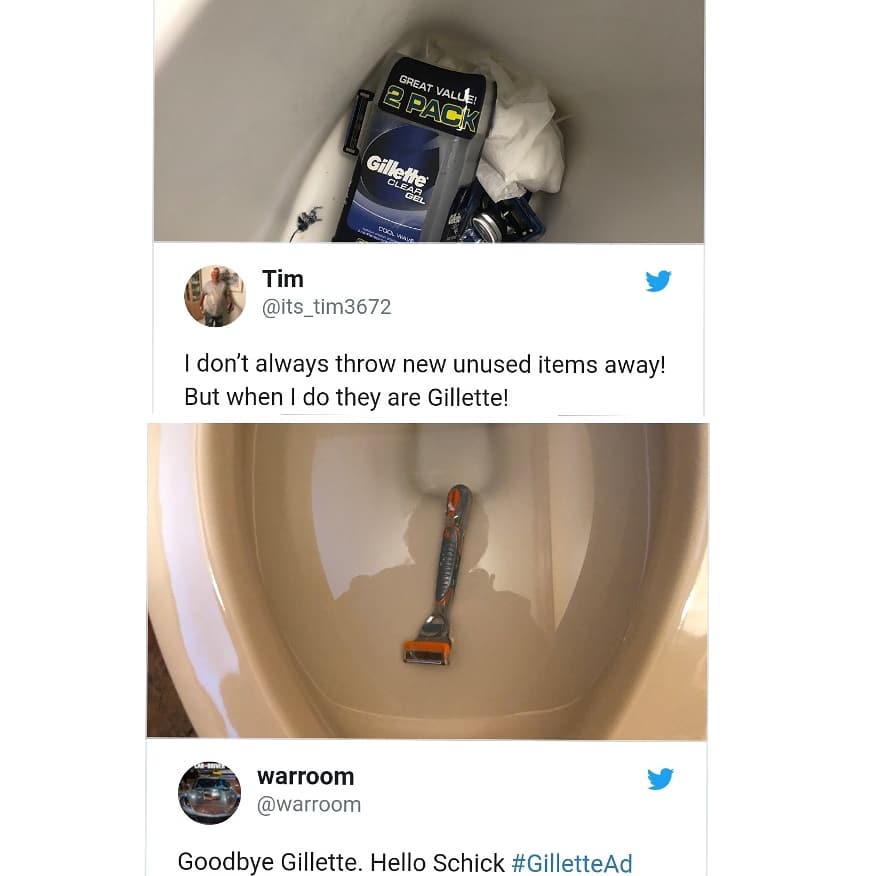 GREAT VALUE!
2 PACK
Gillette
CLEAR
GEL
COOL WAVE
Tim
@its_tim3672
I don’t always throw new unused items away!
But when I do they are Gillette!
warroom
@warroom
Goodbye Gillette. Hello Schick #GilletteAd